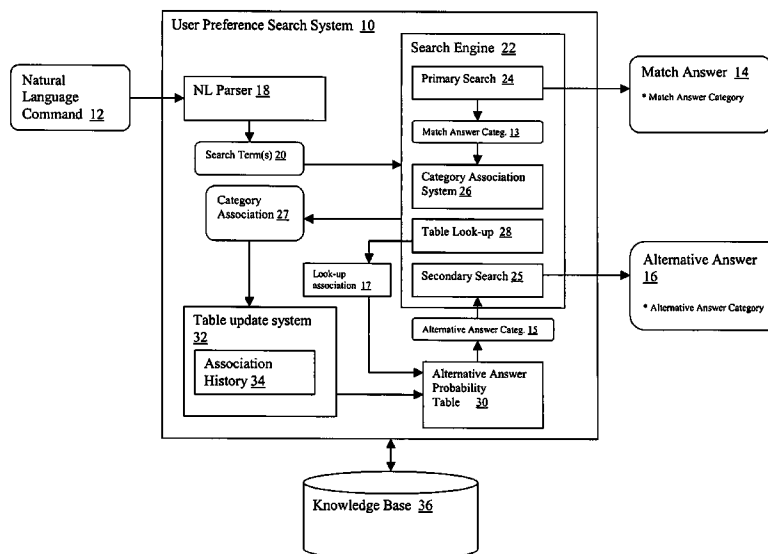 User Preference Search System 10
Search Engine 22
Natural
Language
Command 12
NL Parser 18
Primary Search 24
Match Answer 14
• Match Answer Category
Match Answer Categ. 13
Search Term(s) 20
Category Association
System 26
Category
Association 27
Table Look-up 28
Look-up
association 17
Secondary Search 25
Alternative Answer
16
• Alternative Answer Category
Table update system
32
Alternative Answer Categ. 15
Association
History 34
Alternative Answer
Probability
Table 30
Knowledge Base 36